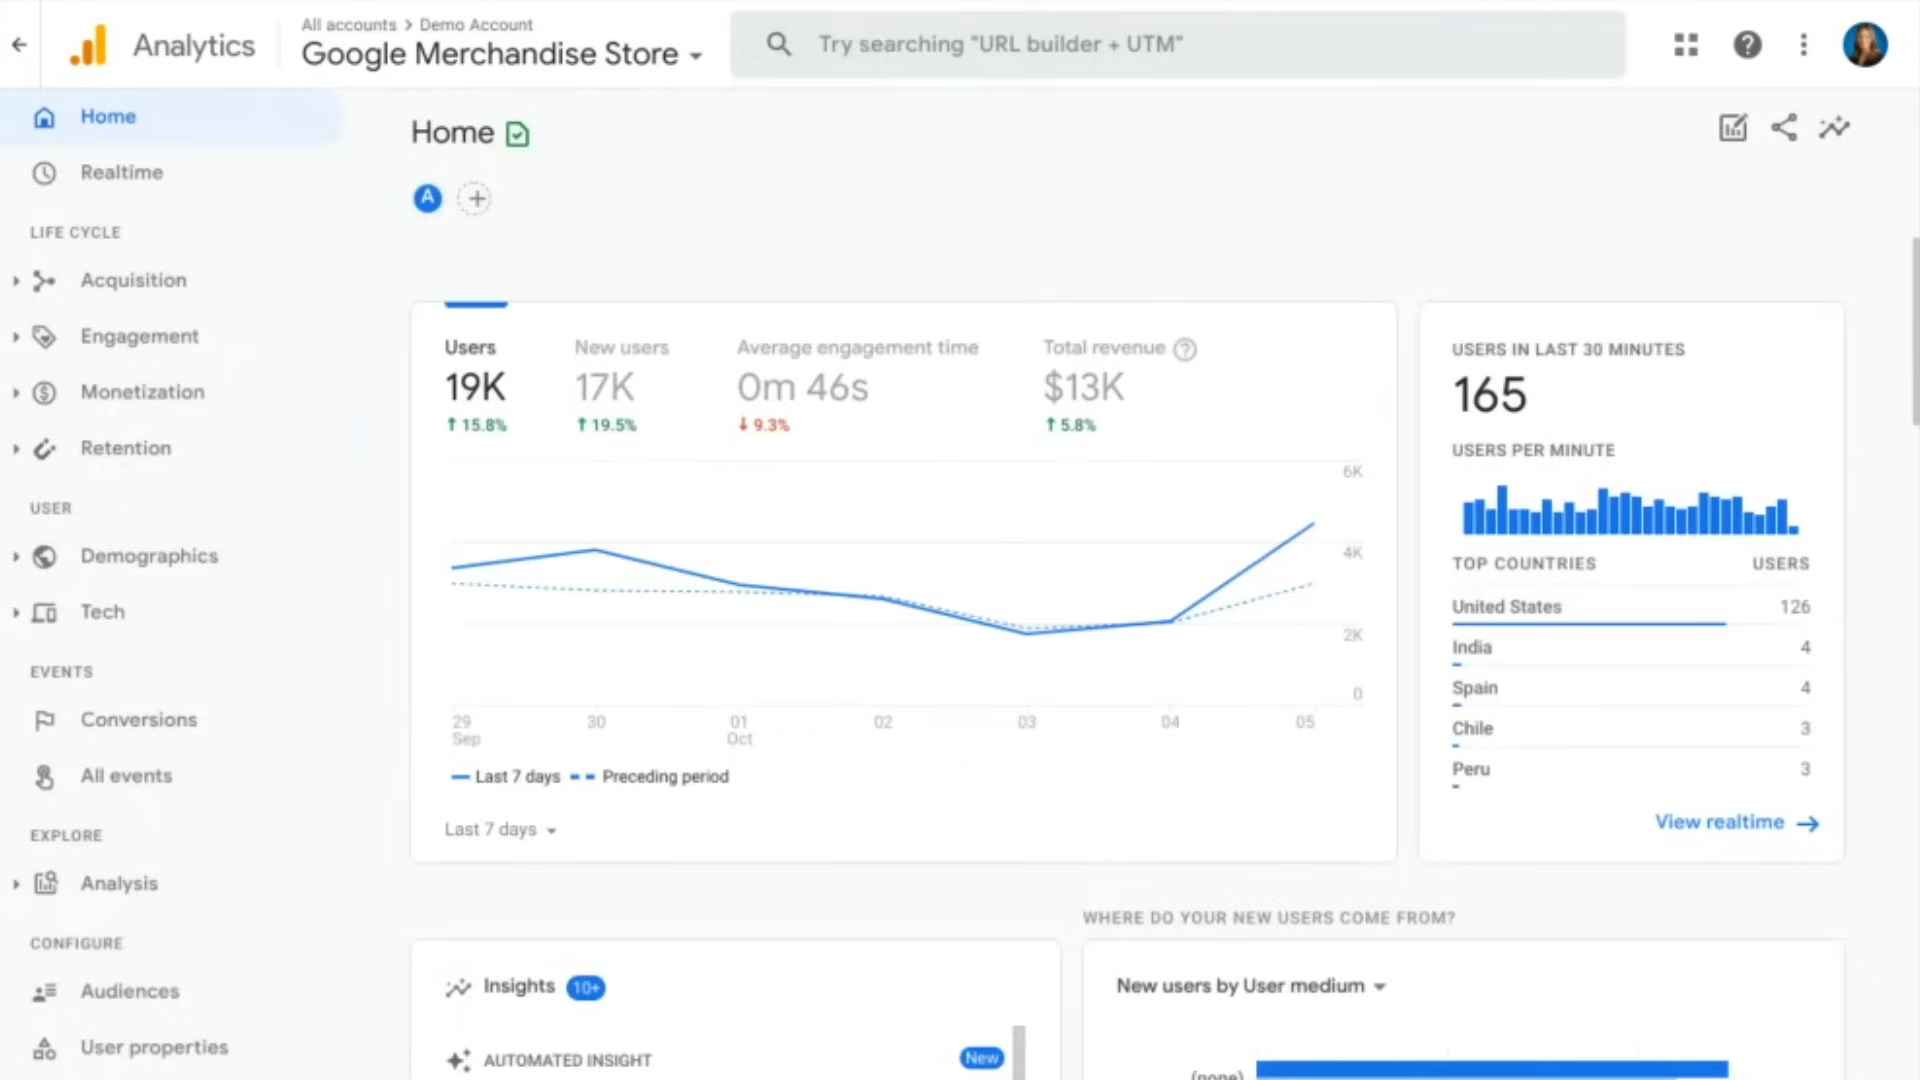 Analytics
All accounts > Demo Account
Google Merchandise Store
Try searching "URL builder + UTM"
Home
Realtime
LIFE CYCLE
Acquisition
Engagement
Monetization
Retention
USER
Demographics
Tech
EVENTS
Conversions
All events
EXPLORE
Analysis
CONFIGURE
Audiences
User properties
Home
A
Users
19K
↑ 15.8%
New users
17K
↑ 19.5%
Average engagement time
0m 46s
↓ 9.3%
Total revenue ?
$13K
↑ 5.8%
6K
4K
2K
0
29 30 01 02 03 04 05
Sep Oct
Last 7 days Preceding period
Last 7 days
USERS IN LAST 30 MINUTES
165
USERS PER MINUTE
TOP COUNTRIES USERS
United States 126
India 4
Spain 4
Chile 3
Peru 3
View realtime →
Insights 10+
AUTOMATED INSIGHT New
WHERE DO YOUR NEW USERS COME FROM?
New users by User medium
(none)